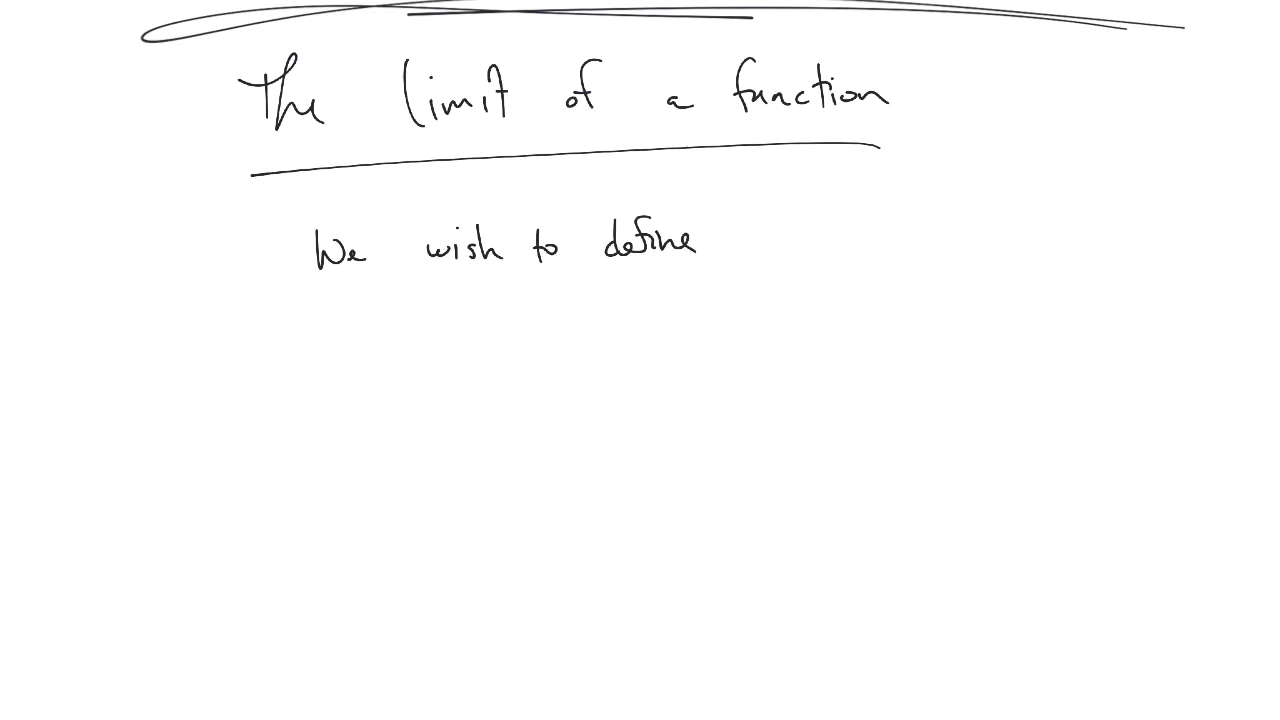 The limit of a function
We wish to define